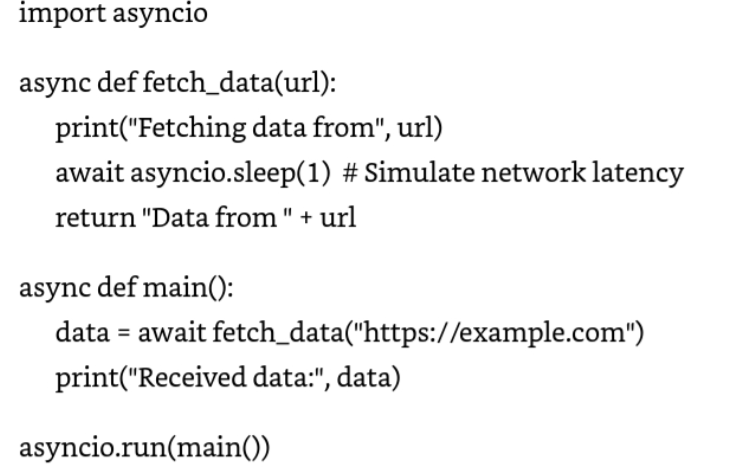 import asyncio
async def fetch_data(url):
print("Fetching data from", url)
await asyncio.sleep(1) # Simulate network latency
return "Data from " + url
async def main():
data = await fetch_data("https://example.com")
print("Received data:", data)
asyncio.run(main())